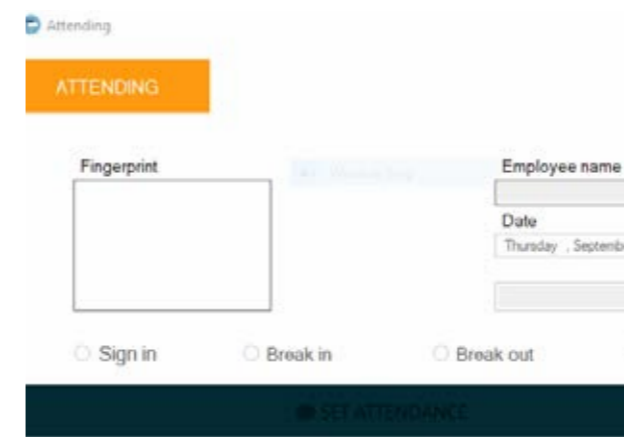 Attending
ATTENDING
Fingerprint
Employee name
Date
Thursday , Septemb
Sign in
Break in
Break out
SET ATTENDANCE